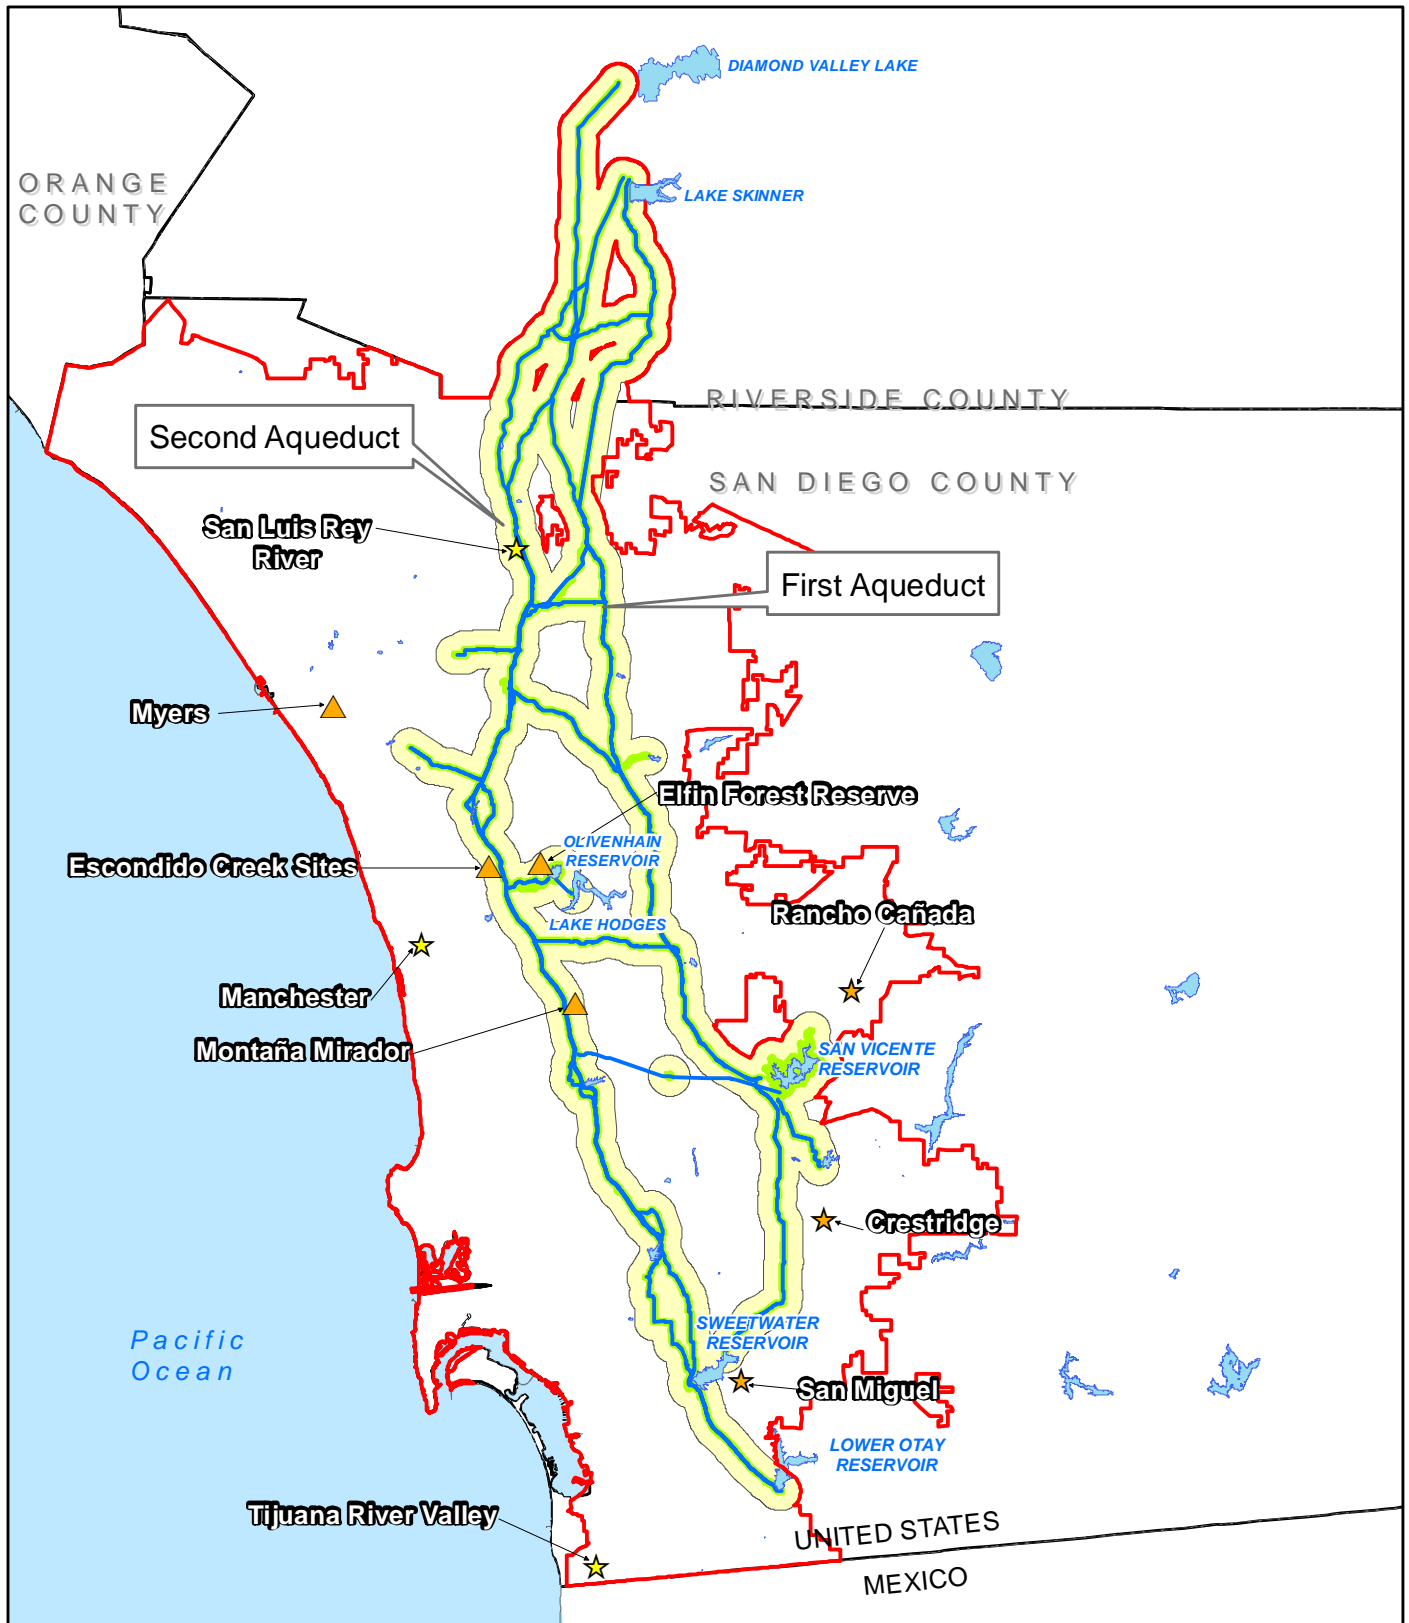 DIAMOND VALLEY LAKE
ORANGE
COUNTY
LAKE SKINNER
RIVERSIDE COUNTY
Second Aqueduct
SAN DIEGO COUNTY
San Luis Rey
River
First Aqueduct
Myers
Elfin Forest Reserve
OLIVENHAIN
RESERVOIR
Escondido Creek Sites
Rancho Cañada
LAKE HODGES
Manchester
Montaña Mirador
SAN VICENTE
RESERVOIR
Crestridge
SWEETWATER
RESERVOIR
Pacific
Ocean
San Miguel
LOWER OTAY
RESERVOIR
Tijuana River Valley
UNITED STATES
MEXICO